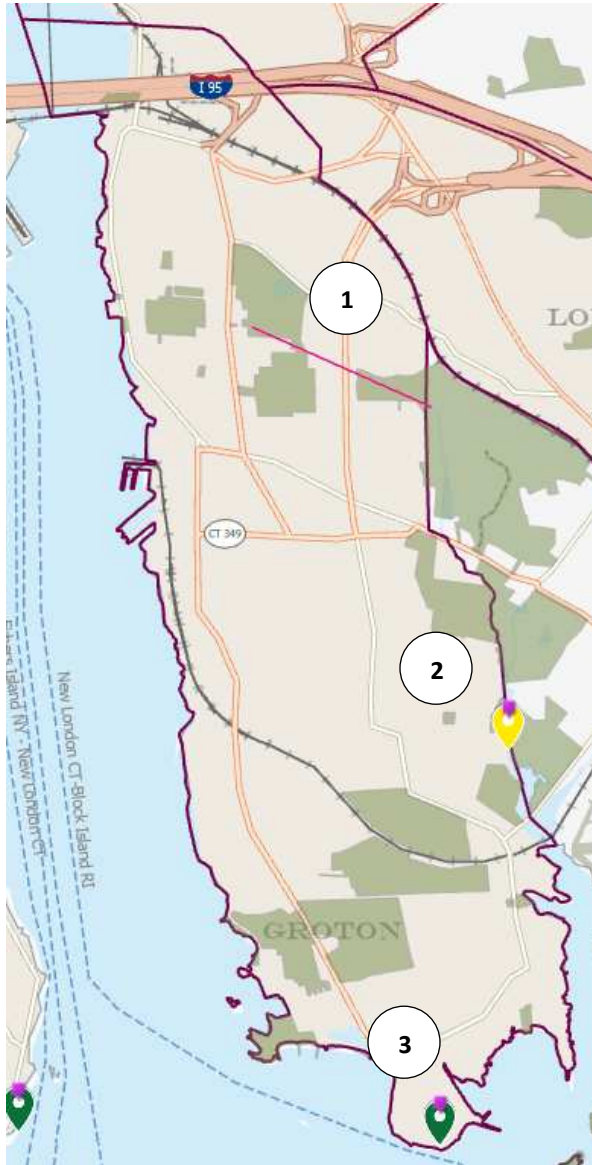 I 95
1
LO
CT 349
2
Fishers Island NY - New London CT
New London CT-Block Island RI
GROTON
3